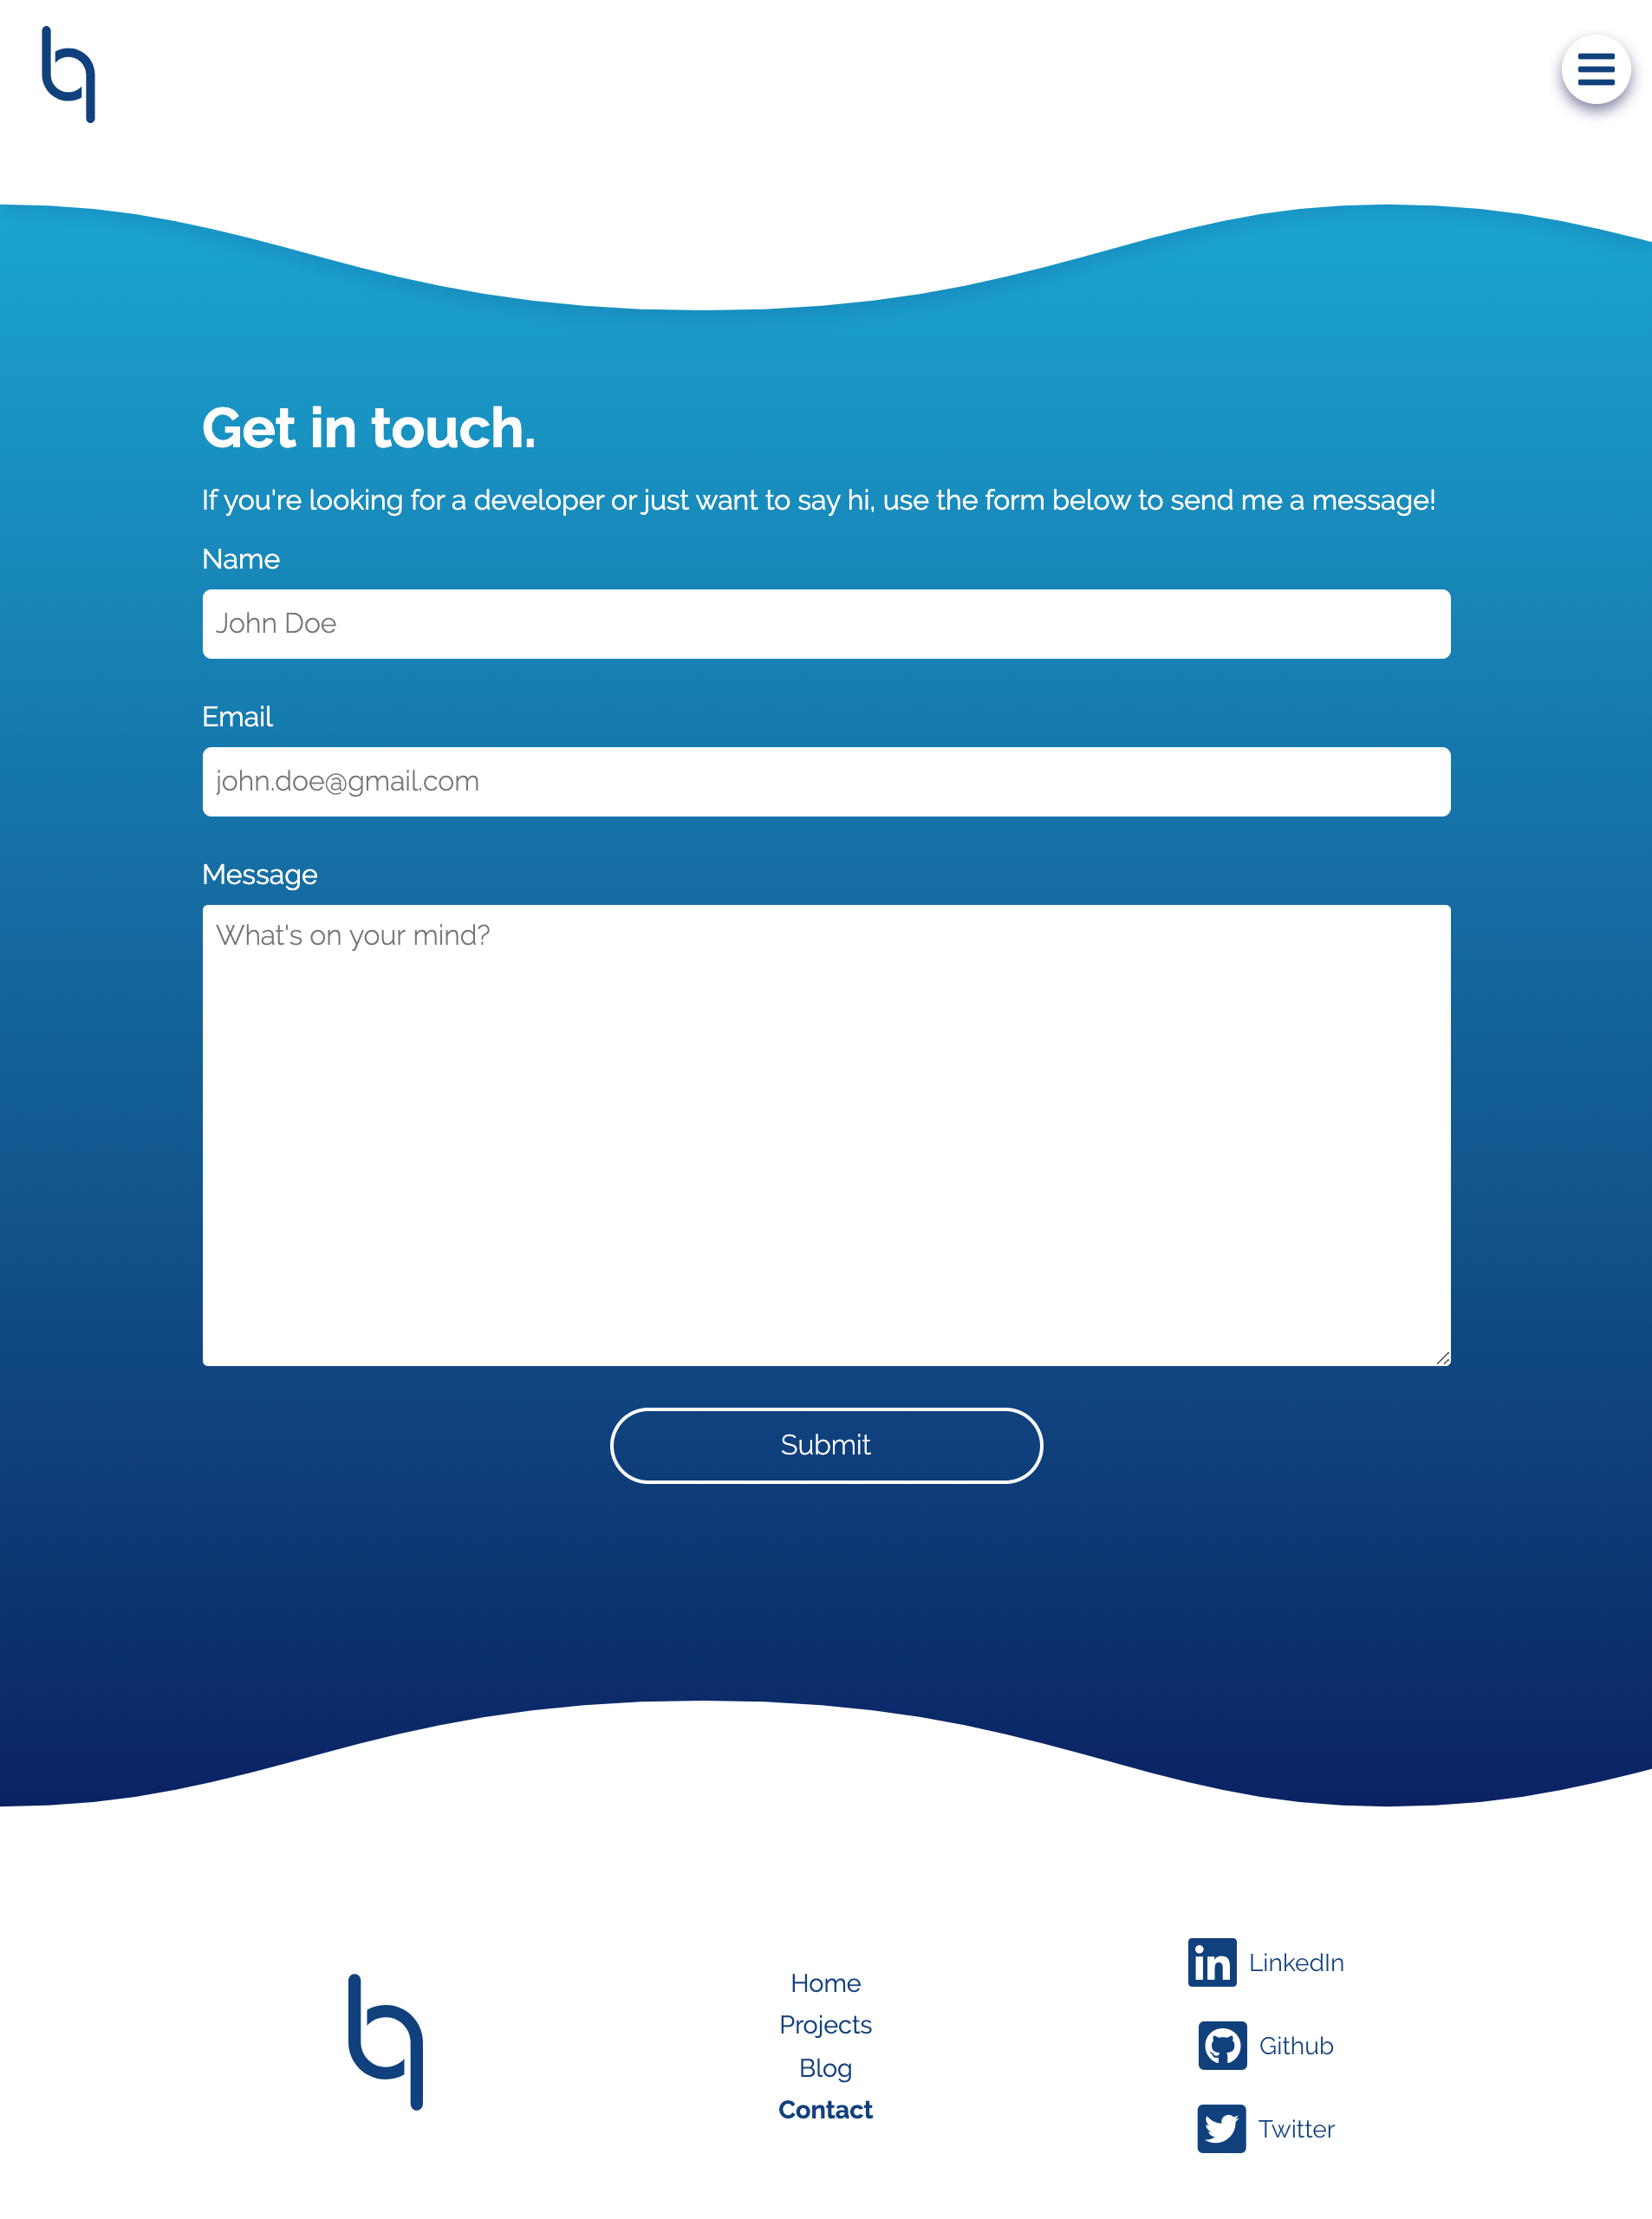 Get in touch.
If you're looking for a developer or just want to say hi, use the form below to send me a message!
Name
John Doe
Email
john.doe@gmail.com
Message
What's on your mind?
Submit
Home
Projects
Blog
Contact
LinkedIn
Github
Twitter